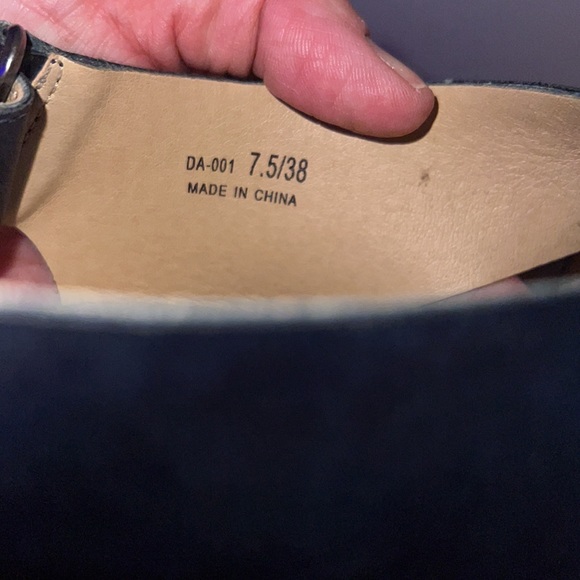 DA-001 7.5/38
MADE IN CHINA